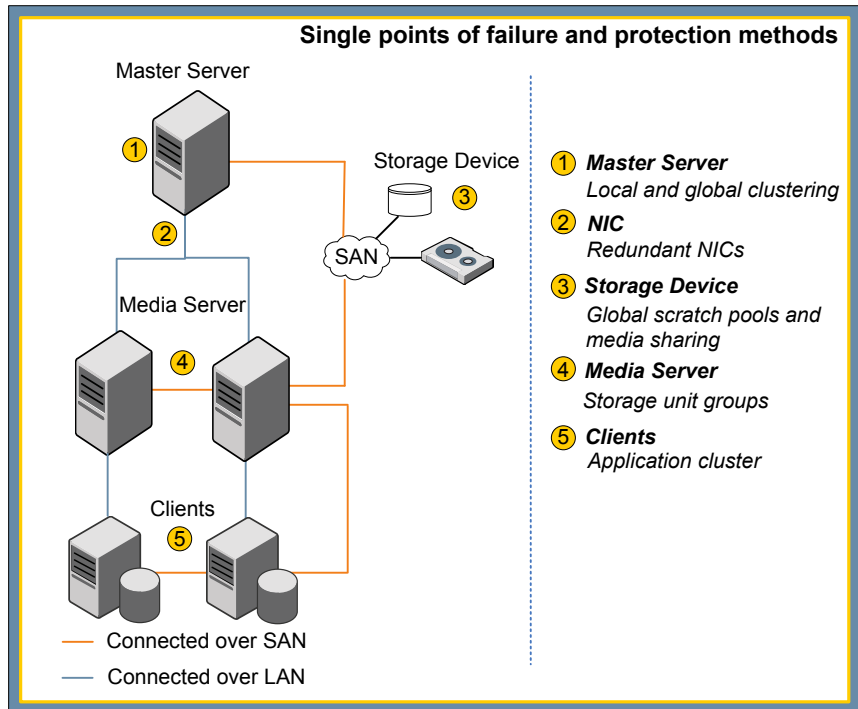 Single points of failure and protection methods
Master Server
1
2
Storage Device
3
SAN
Media Server
4
Clients
5
Connected over SAN
Connected over LAN
1 Master Server
Local and global clustering
2 NIC
Redundant NICs
3 Storage Device
Global scratch pools and
media sharing
4 Media Server
Storage unit groups
5 Clients
Application cluster